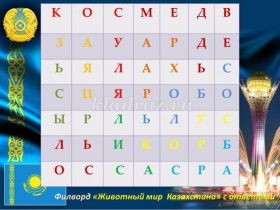 К О С М Е Д В
З А У А Р Д Е
Ь Я Л А Х Ь С
С Ц Я Р О Б О
Ы Р Л Ь Л У С
Л Ь И К О Р Б
О С С А С Р А
Филворд «Животный мир Казахстана» с ответами